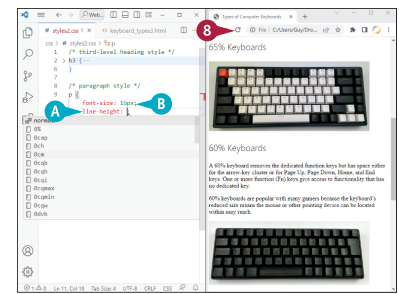 Web...
# styles2.css 1
keyboard_types3.html
css > # styles2.css > p
1 /* third-level heading style */
2 > h3 {...
6 }
7
8 /* paragraph style */
9 p {
font-size: 16px;
line-height: ;
A
B
normal
0%
0cap
0ch
0cm
0cqb
0cqh
0cqi
0cqmax
0cqmin
0cqw
0dvb
1 0 Ln 11, Col 18 Tab Size: 4 UTF-8 CRLF CSS
8
Types of Computer Keyboards
File | C:/Users/Guy/Dro...
65% Keyboards
60% Keyboards
A 60% keyboard removes the dedicated function keys but has space either
for the arrow-key cluster or for Page Up, Page Down, Home, and End
keys. One or more function (Fn) keys give access to functionality that has
no dedicated key.
60% keyboards are popular with many gamers because the keyboard's
reduced size means the mouse or other pointing device can be located
within easy reach.